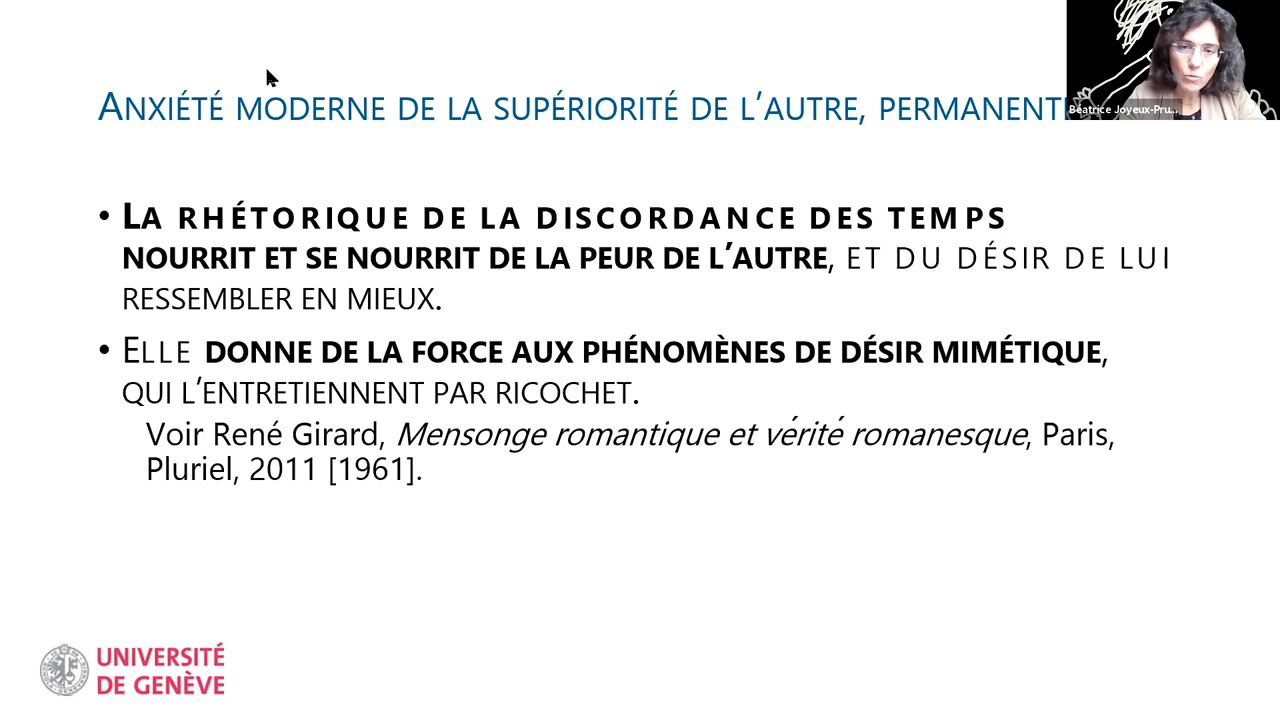 Anxiété moderne de la supériorité de l’autre,
Béatrice Joyeux-Pru...
• La rhétorique de la discordance des temps
nourrit et se nourrit de la peur de l’autre, et du désir de lui
ressembler en mieux.
• Elle donne de la force aux phénomènes de désir mimétique,
qui l’entretiennent par ricochet.
Voir René Girard, Mensonge romantique et vérité romanesque, Paris,
Pluriel, 2011 [1961].
UNIVERSITÉ
DE GENÈVE